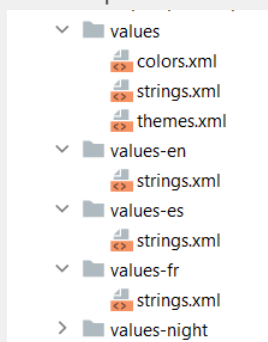 values
colors.xml
strings.xml
themes.xml
values-en
strings.xml
values-es
strings.xml
values-fr
strings.xml
values-night